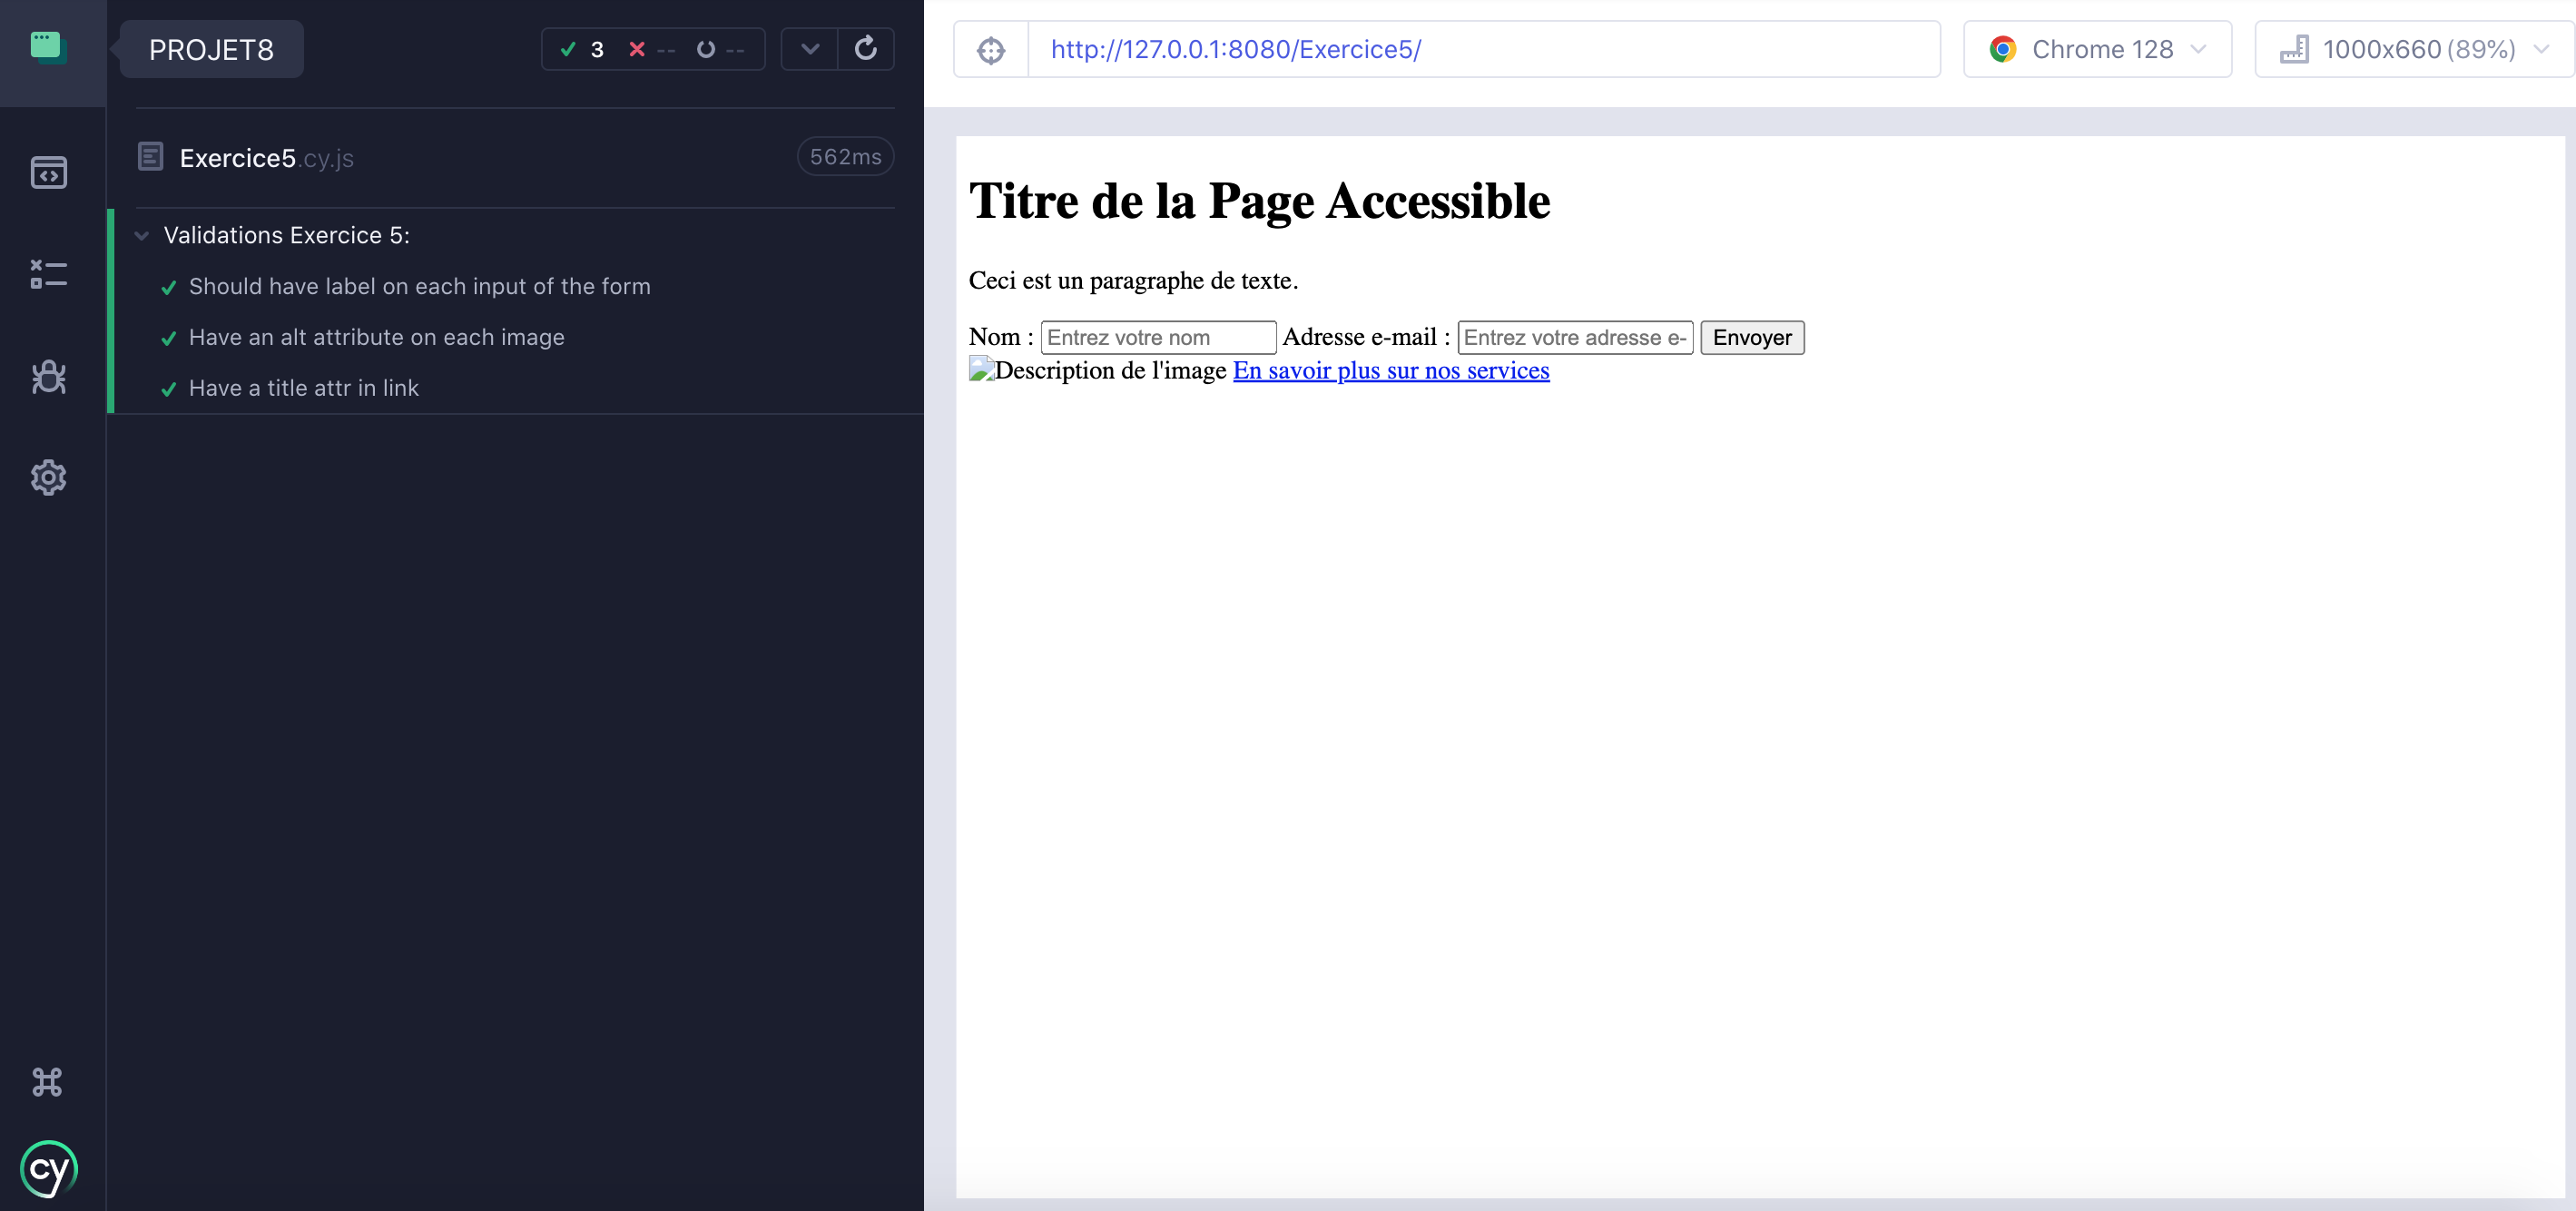 PROJET8
3 -- --
http://127.0.0.1:8080/Exercice5/
Chrome 128
1000x660 (89%)
Exercice5.cy.js
562ms
Validations Exercice 5:
Should have label on each input of the form
Have an alt attribute on each image
Have a title attr in link
cy
Titre de la Page Accessible
Ceci est un paragraphe de texte.
Nom : Entrez votre nom Adresse e-mail : Entrez votre adresse e- Envoyer
Description de l'image En savoir plus sur nos services